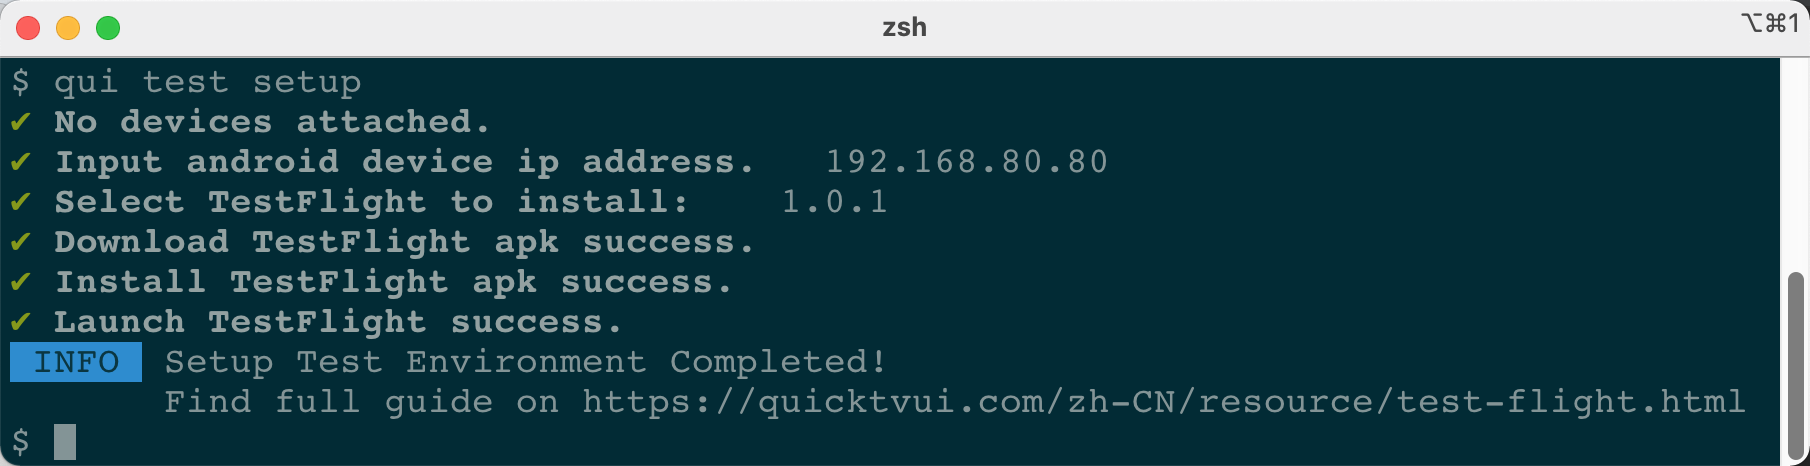 zsh
⌥⌘1
$ qui test setup
✔ No devices attached.
✔ Input android device ip address.   192.168.80.80
✔ Select TestFlight to install:    1.0.1
✔ Download TestFlight apk success.
✔ Install TestFlight apk success.
✔ Launch TestFlight success.
INFO  Setup Test Environment Completed!
Find full guide on https://quicktvui.com/zh-CN/resource/test-flight.html
$